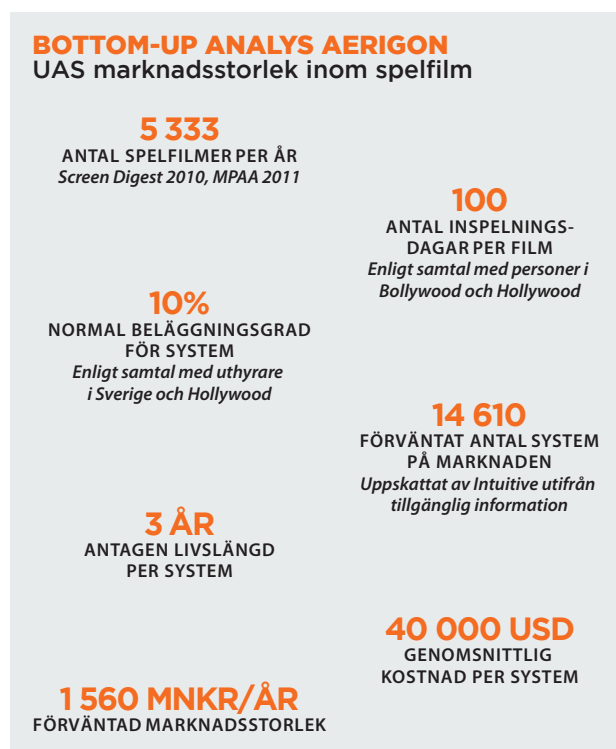 BOTTOM-UP ANALYS AERIGON
UAS marknadsstorlek inom spelfilm
5 333
ANTAL SPELFILMER PER ÅR
Screen Digest 2010, MPAA 2011
100
ANTAL INSPELNINGS-
DAGAR PER FILM
Enligt samtal med personer i
Bollywood och Hollywood
10%
NORMAL BELÄGGNINGSGRAD
FÖR SYSTEM
Enligt samtal med uthyrare
i Sverige och Hollywood
14 610
FÖRVÄNTAT ANTAL SYSTEM
PÅ MARKNADEN
Uppskattat av Intuitive utifrån
tillgänglig information
3 ÅR
ANTAGEN LIVSLÄNGD
PER SYSTEM
40 000 USD
GENOMSNITTLIG
KOSTNAD PER SYSTEM
1 560 MNKR/ÅR
FÖRVÄNTAD MARKNADSSTORLEK